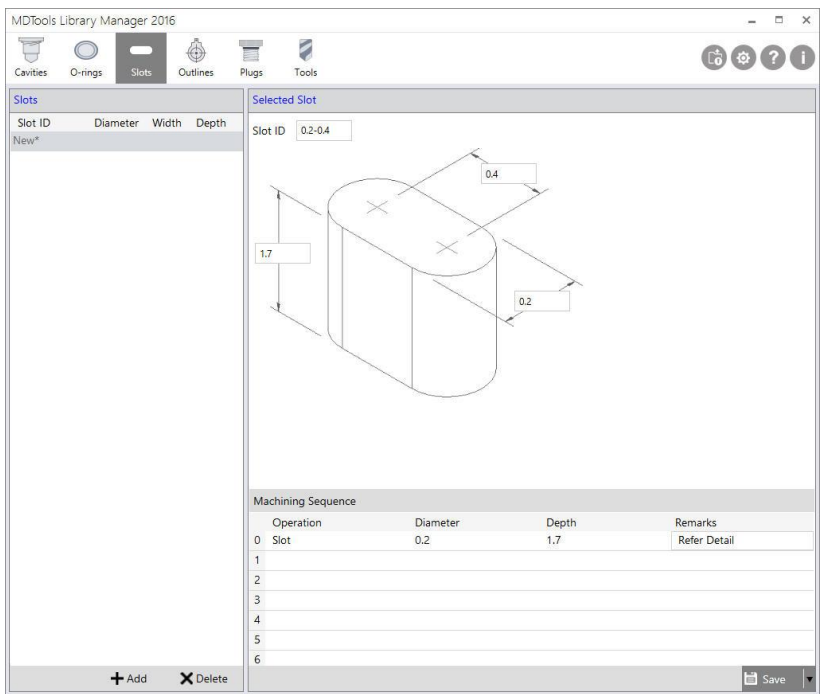 MDTools Library Manager 2016
Cavities O-rings Slots Outlines Plugs Tools
Slots
Slot ID Diameter Width Depth
New*
Selected Slot
Slot ID 0.2-0.4
0.4
1.7
0.2
Machining Sequence
Operation Diameter Depth Remarks
0 Slot 0.2 1.7 Refer Detail
1
2
3
4
5
6
Add Delete
Save